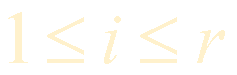 1 ≤ i ≤ r